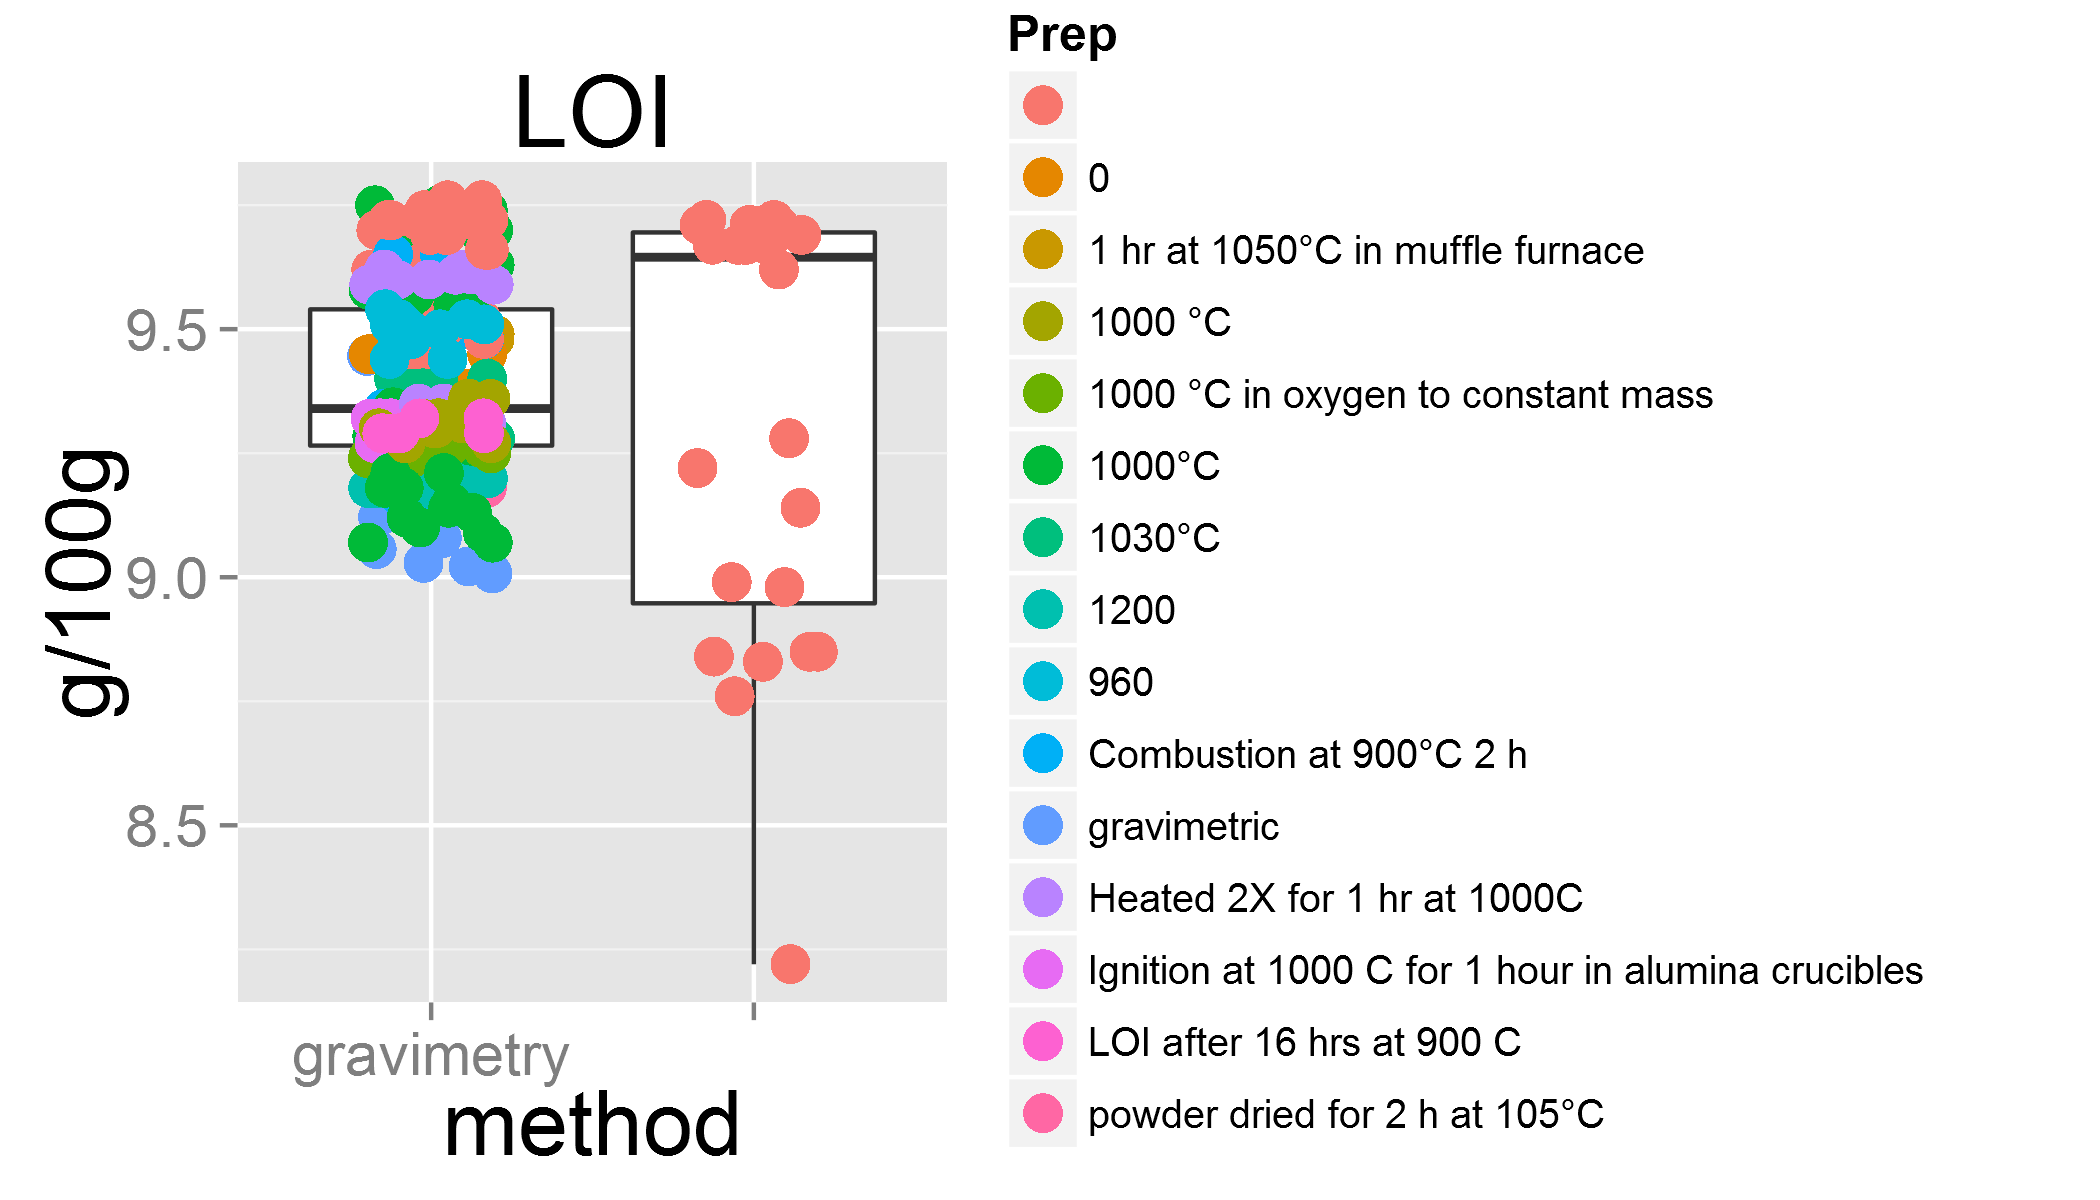 LOI
g/100g
9.5
9.0
8.5
gravimetry
method
Prep
0
1 hr at 1050°C in muffle furnace
1000 °C
1000 °C in oxygen to constant mass
1000°C
1030°C
1200
960
Combustion at 900°C 2 h
gravimetric
Heated 2X for 1 hr at 1000C
Ignition at 1000 C for 1 hour in alumina crucibles
LOI after 16 hrs at 900 C
powder dried for 2 h at 105°C